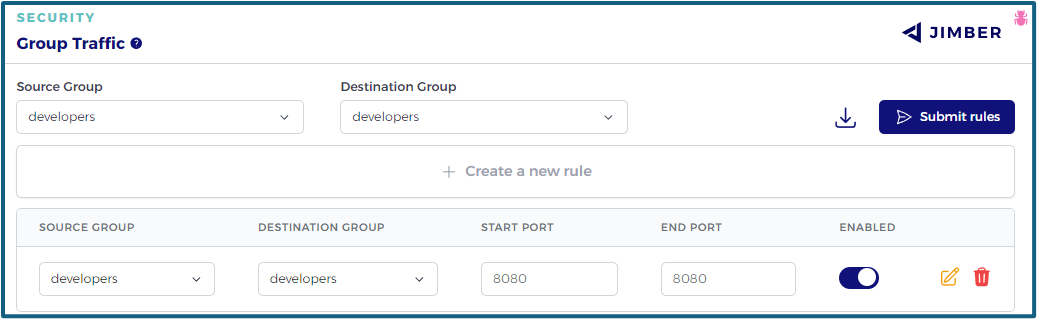 SECURITY
Group Traffic ?
JIMBER
Source Group
Destination Group
developers
developers
Submit rules
+ Create a new rule
SOURCE GROUP DESTINATION GROUP START PORT END PORT ENABLED
developers developers 8080 8080